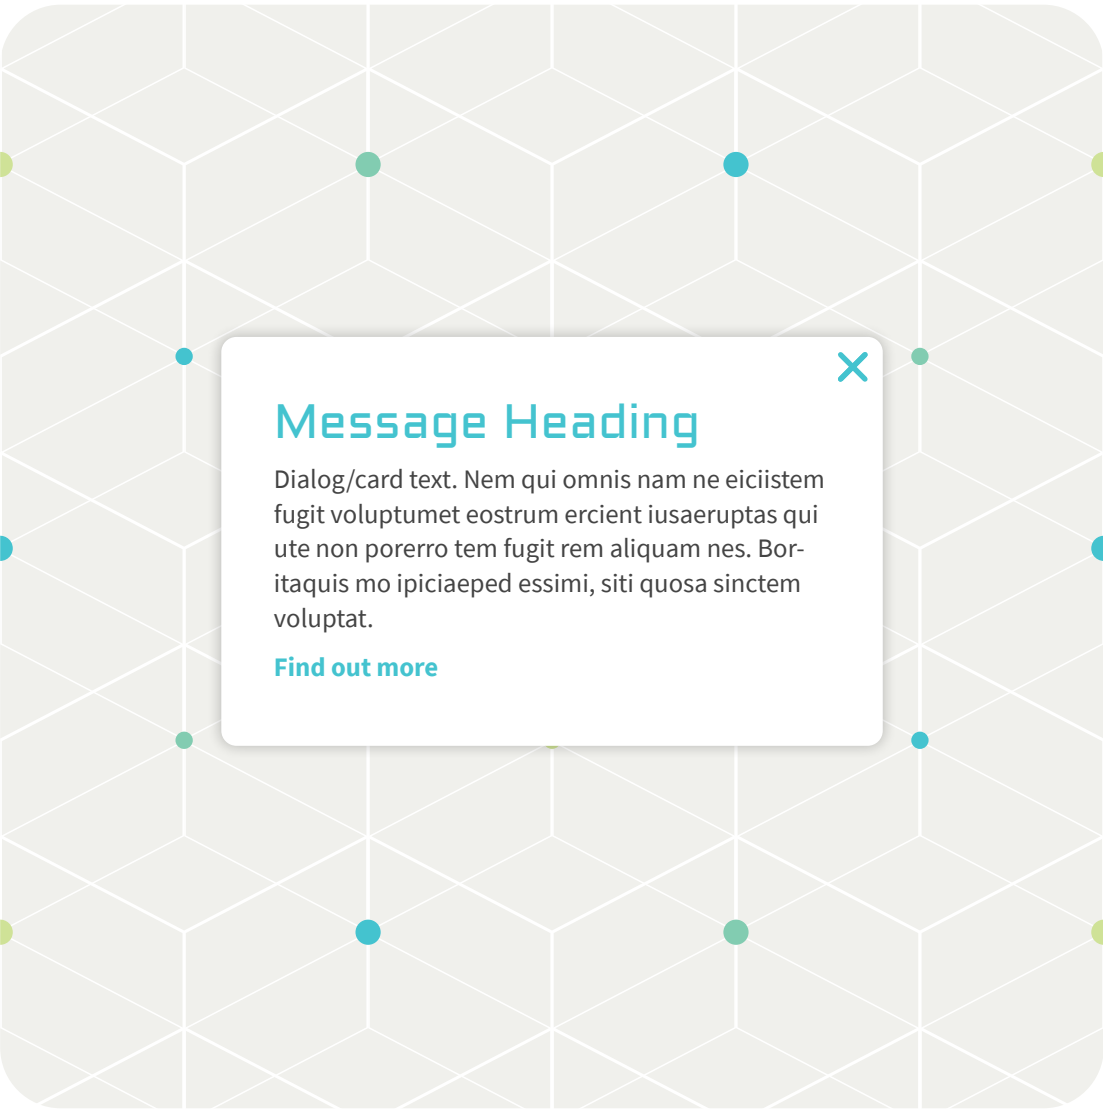 Message Heading
Dialog/card text. Nem qui omnis nam ne eiciistem
fugit voluptumet eostrum ercient iusaeruptas qui
ute non porerro tem fugit rem aliquam nes. Bor-
itaquis mo ipiciaeped essimi, siti quosa sinctem
voluptat.
Find out more